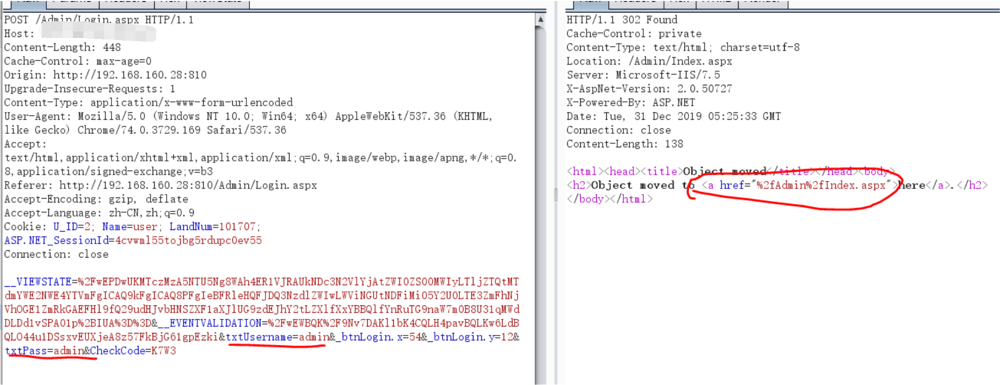 POST /Admin/Login.aspx HTTP/1.1
Host:
Content-Length: 448
Cache-Control: max-age=0
Origin: http://192.168.160.28:810
Upgrade-Insecure-Requests: 1
Content-Type: application/x-www-form-urlencoded
User-Agent: Mozilla/5.0 (Windows NT 10.0; Win64; x64) AppleWebKit/537.36 (KHTML,
like Gecko) Chrome/74.0.3729.169 Safari/537.36
Accept:
text/html,application/xhtml+xml,application/xml;q=0.9,image/webp,image/apng,*/*;q=0.
8,application/signed-exchange;v=b3
Referer: http://192.168.160.28:810/Admin/Login.aspx
Accept-Encoding: gzip, deflate
Accept-Language: zh-CN,zh;q=0.9
Cookie: U_ID=2; Name=user; LandNum=101707;
ASP.NET_SessionId=4cvwml55tojbg5rdupc0ev55
Connection: close
__VIEWSTATE=%2FwEPDwUKMTczMzA5NTU5Ng8WAh4ER1VJRAUkNDc3N2VlYjAtZWI0ZS00MWIyLTljZTQtMT
dmYWE2NWE4YTVmFgICAQ9kFgICAQ8PFgIeBFRleHQFJDQ3NzdlZWIwLWViNGUtNDFiMi05Y2U0LTE3ZmFhNj
VhOGE1ZmRkGAEFHl9fQ29udHJvbHNSZXF1aXJlUG9zdEJhY2tLZXlfXxYBBQlfYnRuTG9naW7m0B8U31qMWd
DLDd1vSPA01p%2BIUA%3D%3D&__EVENTVALIDATION=%2FwEWBQK%2F9Nv7DAKl1bK4CQLH4pavBQLKw6LdB
QLO44u1DSsxvEUXjeA8z57FkBjG61gpEzki&txtUsername=admin&_btnLogin.x=54&_btnLogin.y=12&
txtPass=admin&CheckCode=K7W3
HTTP/1.1 302 Found
Cache-Control: private
Content-Type: text/html; charset=utf-8
Location: /Admin/Index.aspx
Server: Microsoft-IIS/7.5
X-AspNet-Version: 2.0.50727
X-Powered-By: ASP.NET
Date: Tue, 31 Dec 2019 05:25:33 GMT
Connection: close
Content-Length: 138
<html><head><title>Object moved</title></head><body>
<h2>Object moved to <a href="%2fAdmin%2fIndex.aspx">here</a>.</h2>
</body></html>